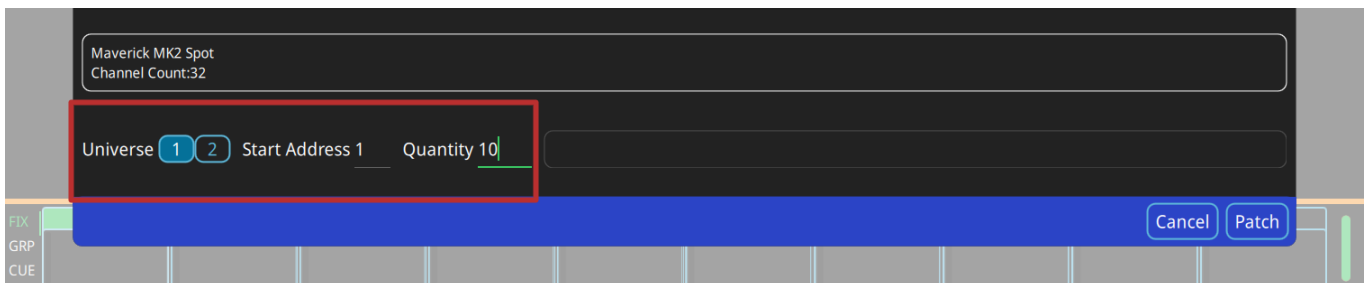 Maverick MK2 Spot
Channel Count:32
Universe 1 2 Start Address 1 Quantity 10
Cancel Patch
FIX
GRP
CUE